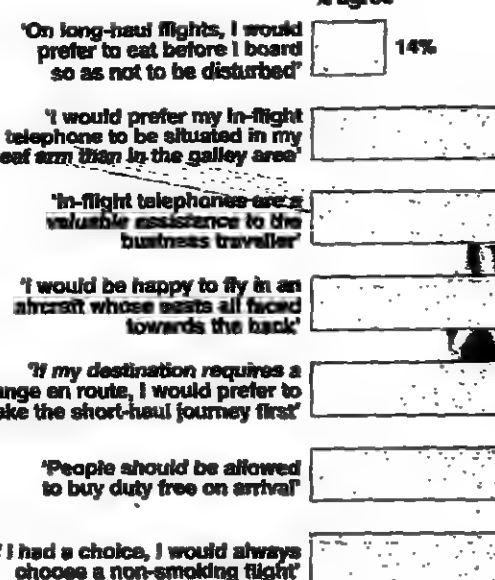 % agree
'On long-haul flights, I would
prefer to eat before I board
so as not to be disturbed'
14%
'I would prefer my in-flight
telephone to be situated in my
eat arm than in the galley area'
'In-flight telephones are a
valuable assistance to the
business traveller'
'I would be happy to fly in an
aircraft whose seats all faced
towards the back'
'If my destination requires a
ange en route, I would prefer to
ake the short-haul journey first'
'People should be allowed
to buy duty free on arrival'
' I had a choice, I would always
choose a non-smoking flight'